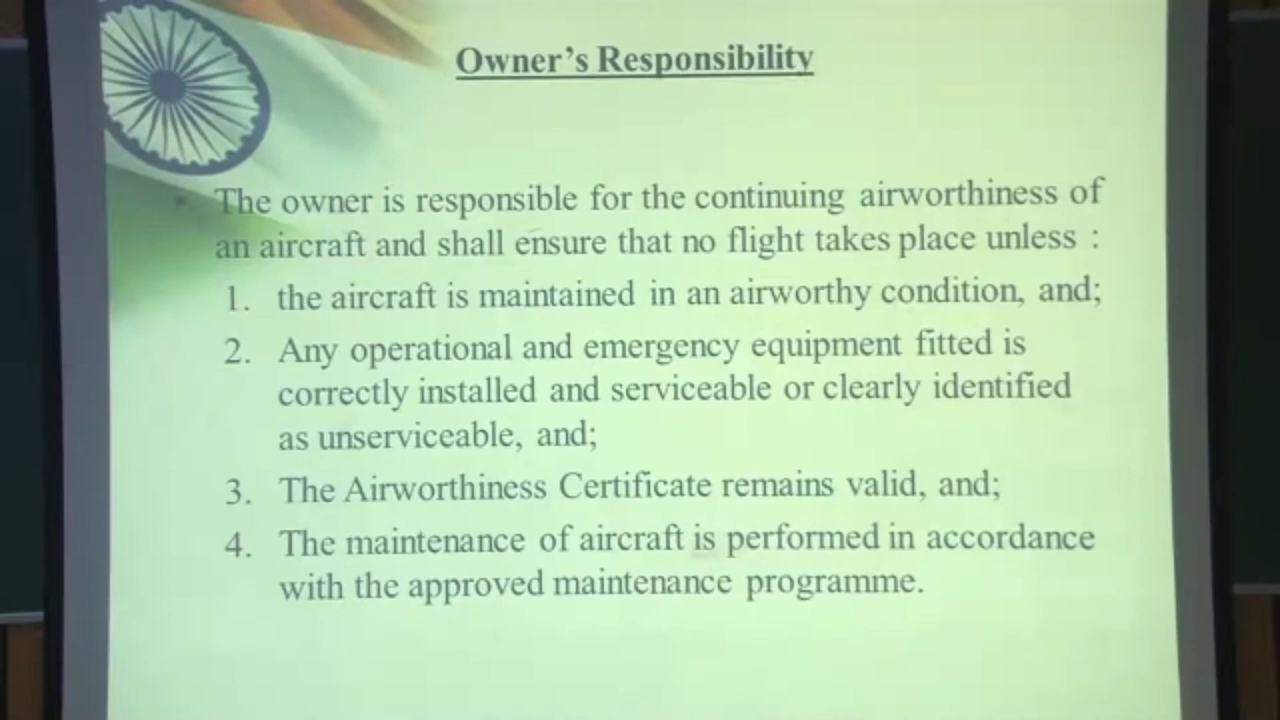 Owner's Responsibility
• The owner is responsible for the continuing airworthiness of
an aircraft and shall ensure that no flight takes place unless :
1. the aircraft is maintained in an airworthy condition, and;
2. Any operational and emergency equipment fitted is
correctly installed and serviceable or clearly identified
as unserviceable, and;
3. The Airworthiness Certificate remains valid, and;
4. The maintenance of aircraft is performed in accordance
with the approved maintenance programme.